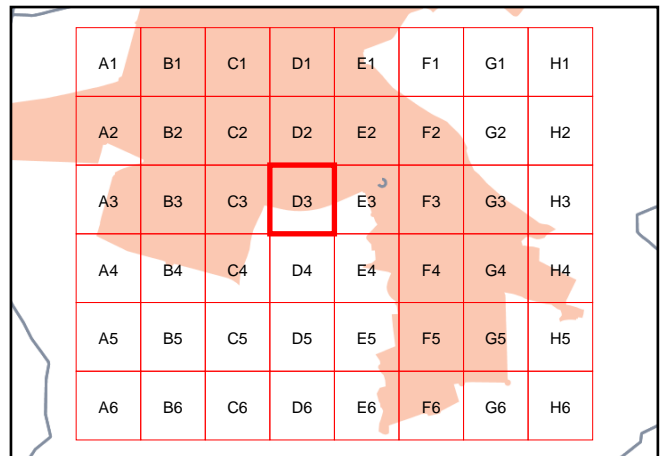 A1 B1 C1 D1 E1 F1 G1 H1
A2 B2 C2 D2 E2 F2 G2 H2
A3 B3 C3 D3 E3 F3 G3 H3
A4 B4 C4 D4 E4 F4 G4 H4
A5 B5 C5 D5 E5 F5 G5 H5
A6 B6 C6 D6 E6 F6 G6 H6